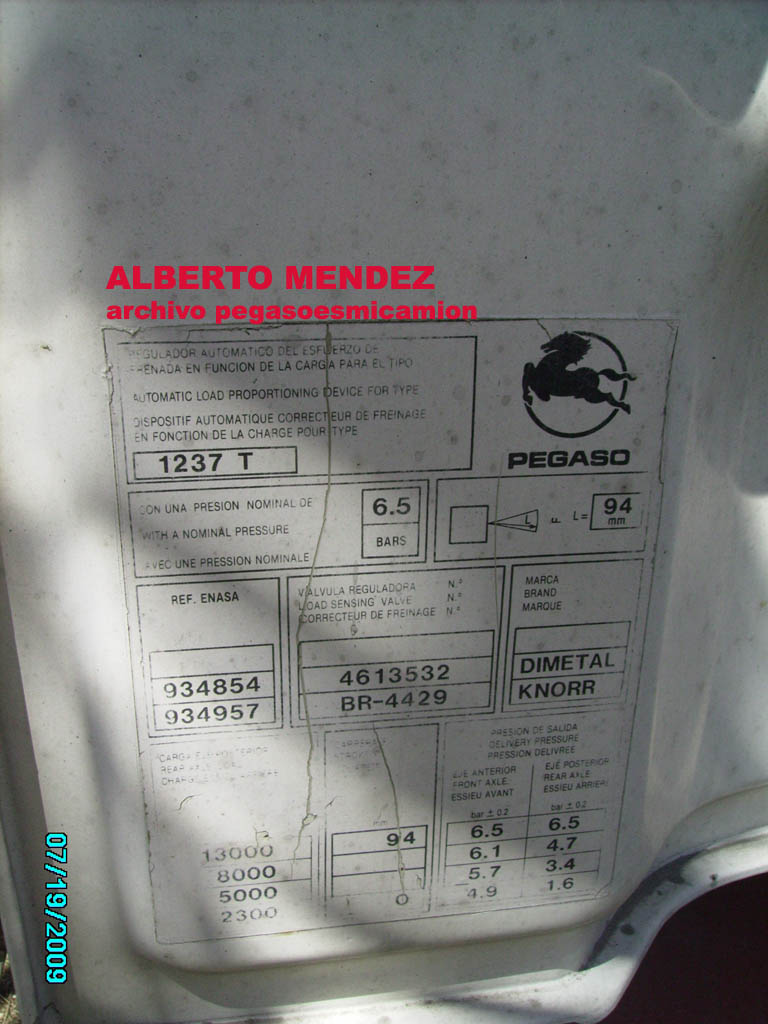 ALBERTO MENDEZ
archivo pegasoesmicamion
REGULADOR AUTOMATICO DEL ESFUERZO DE
FRENADA EN FUNCION DE LA CARGA PARA EL TIPO
AUTOMATIC LOAD PROPORTIONING DEVICE FOR TYPE
DISPOSITIF AUTOMATIQUE CORRECTEUR DE FREINAGE
EN FONCTION DE LA CHARGE POUR TYPE
1237 T
PEGASO
CON UNA PRESION NOMINAL DE
WITH A NOMINAL PRESSURE
AVEC UNE PRESSION NOMINALE
6.5
BARS
L
F
L=
94
mm
REF. ENASA
934854
934957
VALVULA REGULADORA N.º
LOAD SENSING VALVE N.º
CORRECTEUR DE FREINAGE N.º
4613532
BR-4429
MARCA
BRAND
MARQUE
DIMETAL
KNORR
CARGA EJE POSTERIOR
REAR AXLE
13000
8000
5000
2300
94
0
PRESION DE SALIDA
DELIVERY PRESSURE
PRESSION DELIVREE
EJE ANTERIOR
FRONT AXLE
ESSIEU AVANT
bar ± 0.2
6.5
6.1
5.7
4.9
EJE POSTERIOR
REAR AXLE
ESSIEU ARRIERE
bar ± 0.2
6.5
4.7
3.4
1.6
07/19/2009